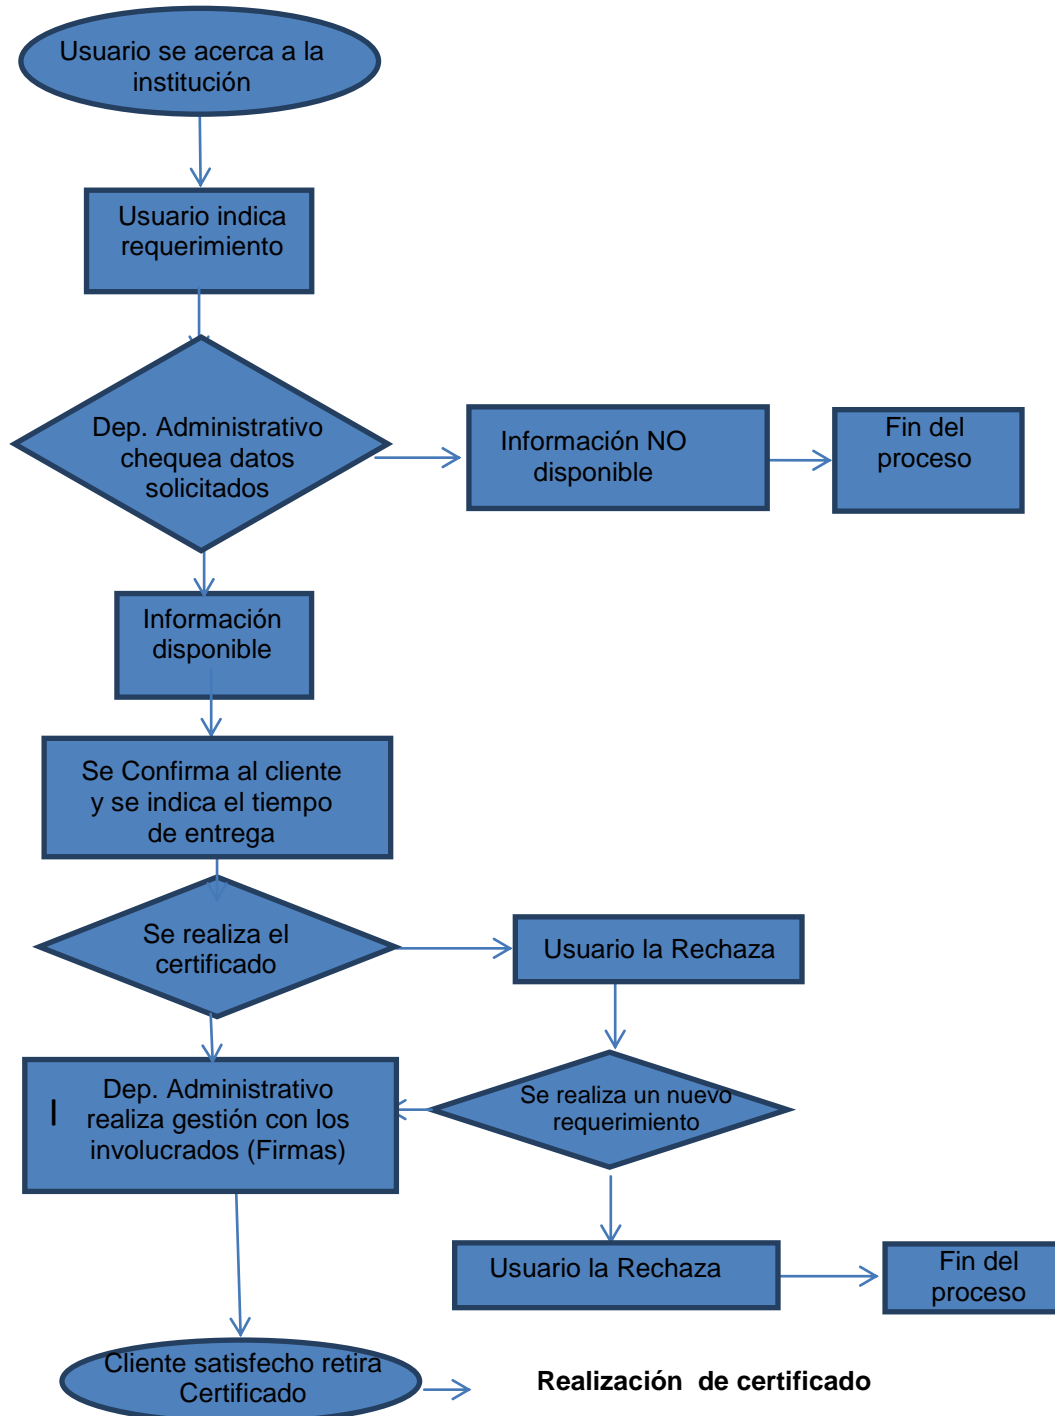 Usuario se acerca a la
institución
Usuario indica
requerimiento
Dep. Administrativo
chequea datos
solicitados
Información NO
disponible
Fin del
proceso
Información
disponible
Se Confirma al cliente
y se indica el tiempo
de entrega
Se realiza el
certificado
Usuario la Rechaza
I
Dep. Administrativo
realiza gestión con los
involucrados (Firmas)
Se realiza un nuevo
requerimiento
Usuario la Rechaza
Fin del
proceso
Cliente satisfecho retira
Certificado
Realización de certificado